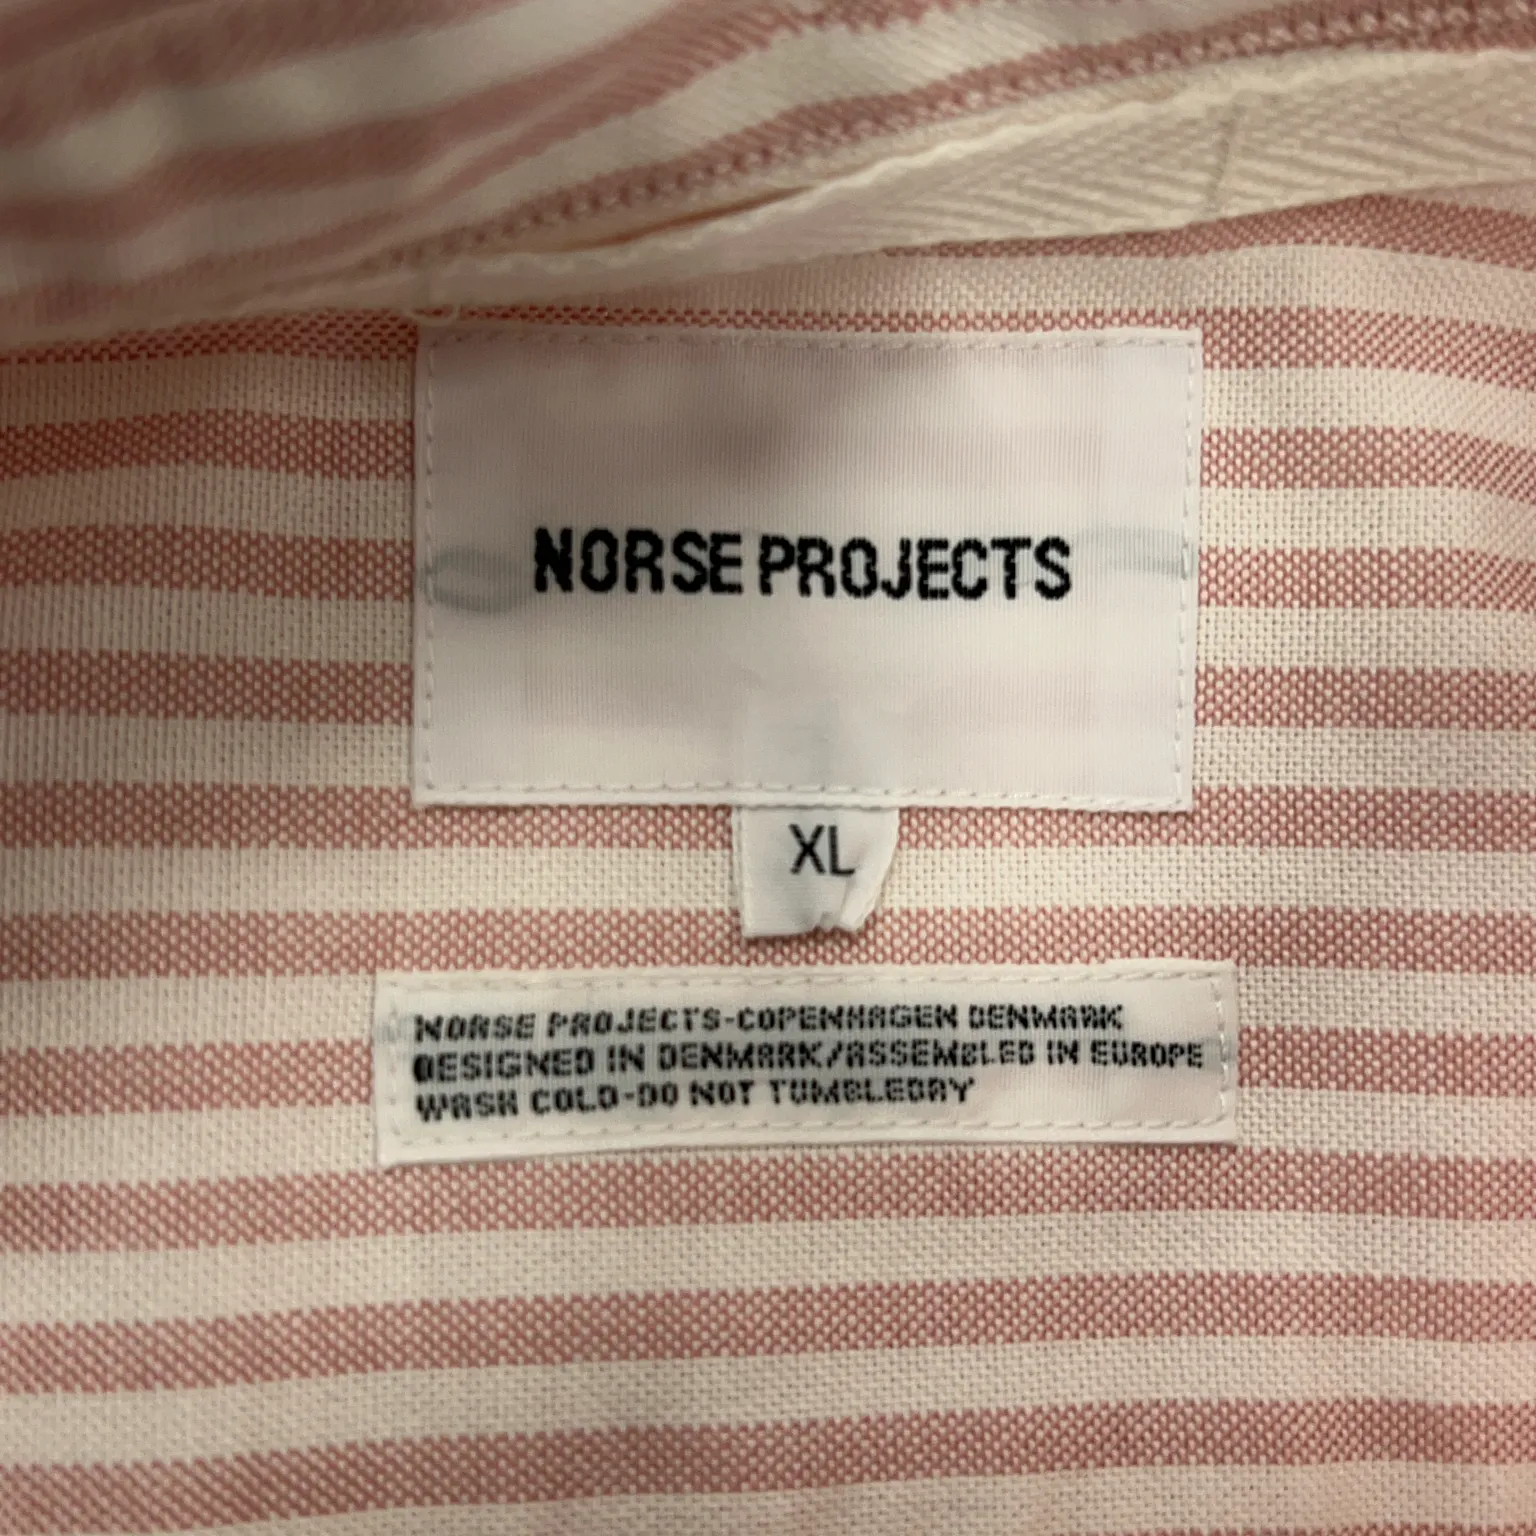 NORSE PROJECTS
XL
NORSE PROJECTS-COPENHAGEN DENMARK
DESIGNED IN DENMARK/ASSEMBLED IN EUROPE
WASH COLD-DO NOT TUMBLEDRY